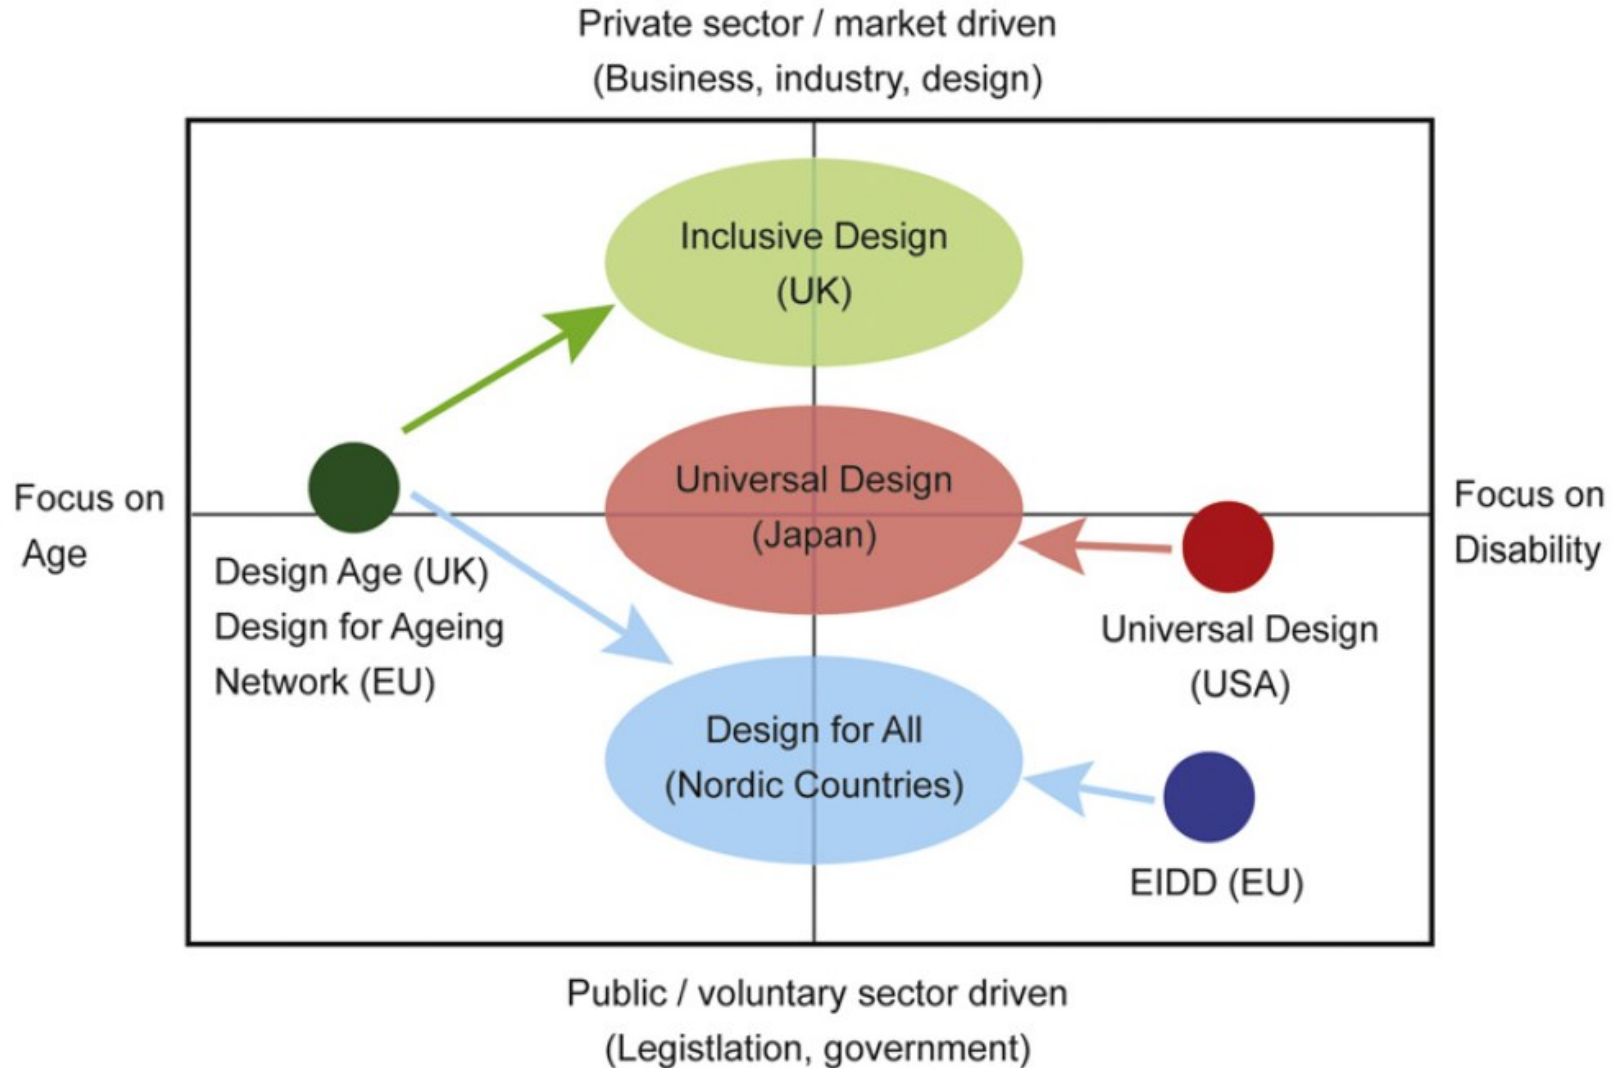 Private sector / market driven
(Business, industry, design)
Inclusive Design
(UK)
Universal Design
(Japan)
Focus on
Age
Focus on
Disability
Design Age (UK)
Design for Ageing
Network (EU)
Universal Design
(USA)
Design for All
(Nordic Countries)
EIDD (EU)
Public / voluntary sector driven
(Legistlation, government)